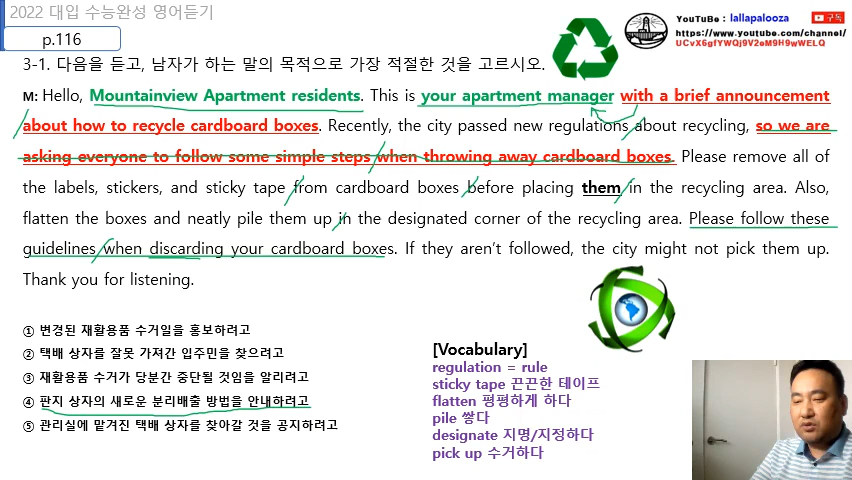 2022 대입 수능완성 영어듣기
p.116
YouTuBe : lallapalooza
구독
https://www.youtube.com/channel/
UCvX6gfYWQj9V2eM9H9wWELQ
3-1. 다음을 듣고, 남자가 하는 말의 목적으로 가장 적절한 것을 고르시오.
M: Hello, Mountainview Apartment residents. This is your apartment manager with a brief announcement
about how to recycle cardboard boxes. Recently, the city passed new regulations about recycling, so we are
asking everyone to follow some simple steps when throwing away cardboard boxes. Please remove all of
the labels, stickers, and sticky tape from cardboard boxes before placing them in the recycling area. Also,
flatten the boxes and neatly pile them up in the designated corner of the recycling area. Please follow these
guidelines when discarding your cardboard boxes. If they aren't followed, the city might not pick them up.
Thank you for listening.
① 변경된 재활용품 수거일을 홍보하려고
② 택배 상자를 잘못 가져간 입주민을 찾으려고
③ 재활용품 수거가 당분간 중단될 것임을 알리려고
④ 판지 상자의 새로운 분리배출 방법을 안내하려고
⑤ 관리실에 맡겨진 택배 상자를 찾아갈 것을 공지하려고
[Vocabulary]
regulation = rule
sticky tape 끈끈한 테이프
flatten 평평하게 하다
pile 쌓다
designate 지명/지정하다
pick up 수거하다